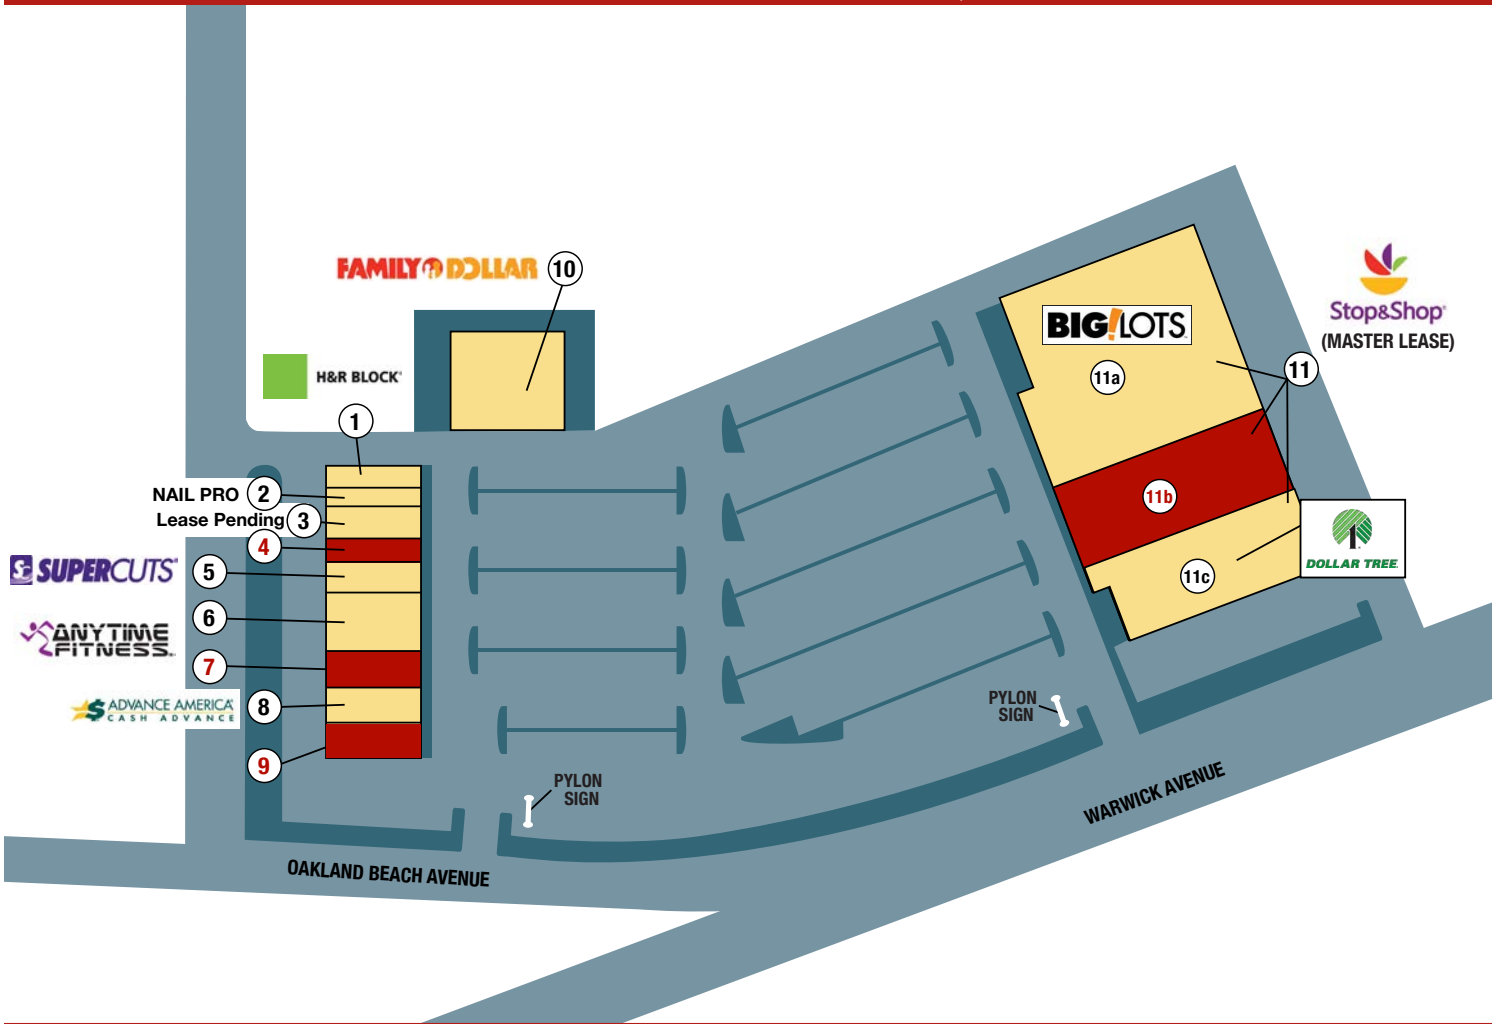 FAMILY DOLLAR
10
H&R BLOCK
1
NAIL PRO
2
Lease Pending
3
4
SUPERCUTS
5
6
ANYTIME
FITNESS.
7
ADVANCE AMERICA
CASH ADVANCE
8
9
BIG!LOTS
11a
11
11b
11c
Stop&Shop
(MASTER LEASE)
DOLLAR TREE
PYLON
SIGN
PYLON
SIGN
WARWICK AVENUE
OAKLAND BEACH AVENUE